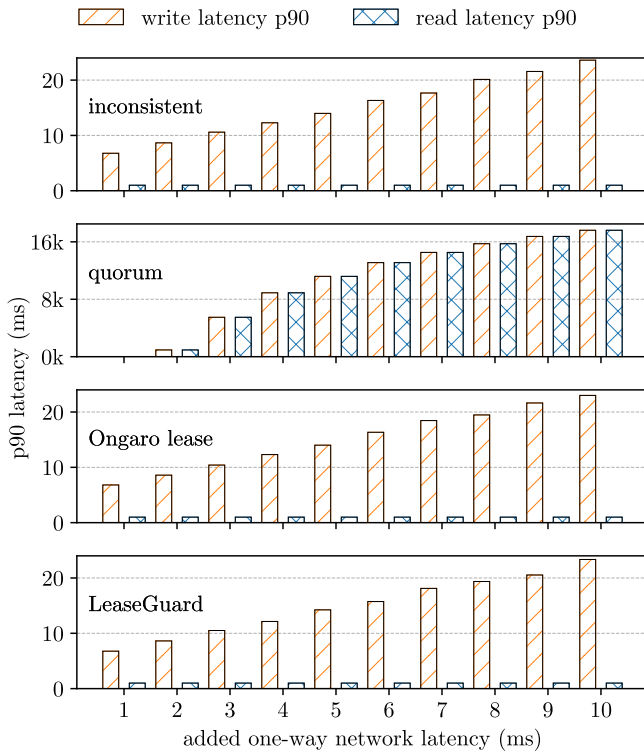 write latency p90 read latency p90
20
inconsistent
10
0
16k
quorum
8k
0k
p90 latency (ms)
20
Ongaro lease
10
0
20
LeaseGuard
10
0
1 2 3 4 5 6 7 8 9 10
added one-way network latency (ms)